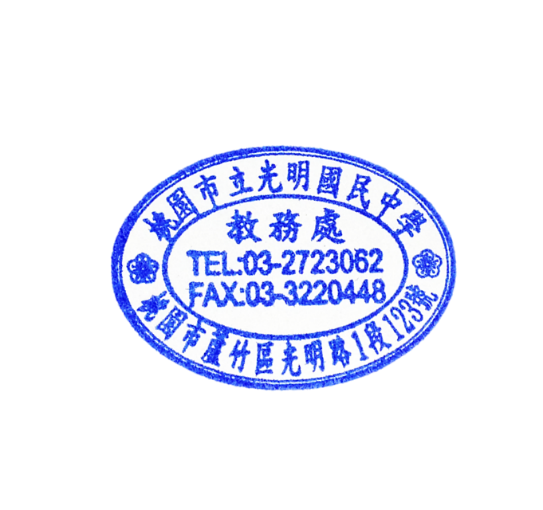 桃園市立光明國民中學
教務處
TEL:03-2723062
FAX:03-3220448
桃園市蘆竹區光明路1段123號